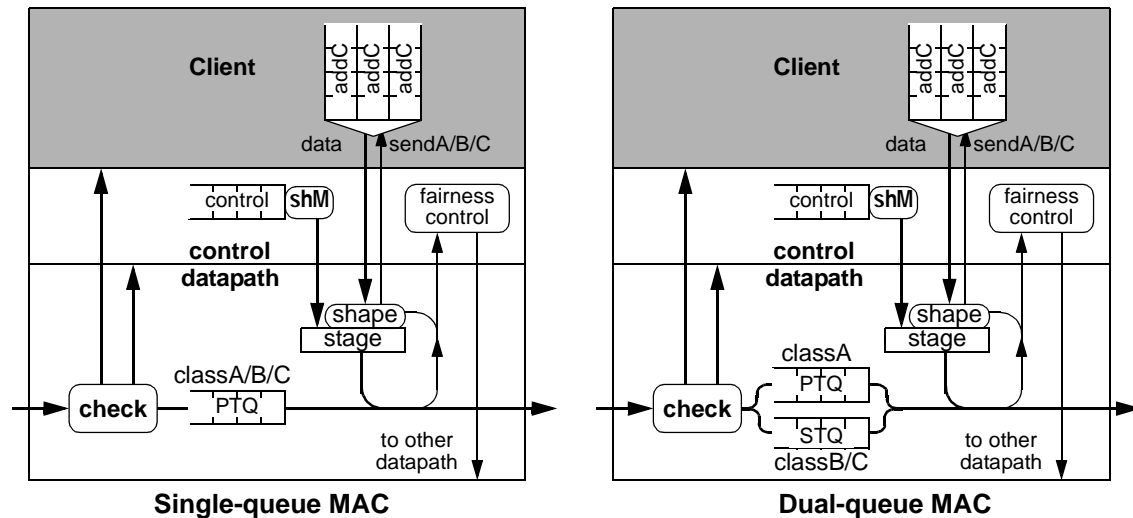 Client
addC
addC
addC
data
sendA/B/C
control
shM
fairness
control
control
datapath
shape
stage
classA/B/C
check
PTQ
to other
datapath
Single-queue MAC
Client
addC
addC
addC
data
sendA/B/C
control
shM
fairness
control
control
datapath
shape
stage
classA
PTQ
check
STQ
classB/C
to other
datapath
Dual-queue MAC